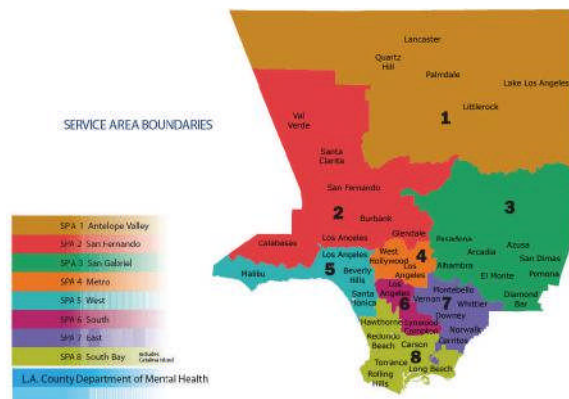 SERVICE AREA BOUNDARIES
SPA 1 Antelope Valley
SPA 2 San Fernando
SPA 3 San Gabriel
SPA 4 Metro
SPA 5 West
SPA 6 South
SPA 7 East
SPA 8 South Bay
Includes
Catalina Island
L.A. County Department of Mental Health
Lancaster
Quartz
Hill
Palmdale
Lake Los Angeles
Littlerock
1
Val
Verde
Santa
Clarita
San Fernando
2
Burbank
Glendale
Calabasas
Los Angeles
3
Pasadena
Arcadia
Azusa
San Dimas
Alhambra
El Monte
Pomona
Diamond
Bar
4
West
Hollywood
Los
Angeles
Malibu
5
Los Angeles
Beverly
Hills
Santa
Monica
Los
Angeles
6
Lynwood
Compton
Montebello
Vernon
7
Whittier
Downey
Norwalk
Cerritos
Hawthorne
Redondo
Beach
Carson
Torrance
8
Long Beach
Rolling
Hills